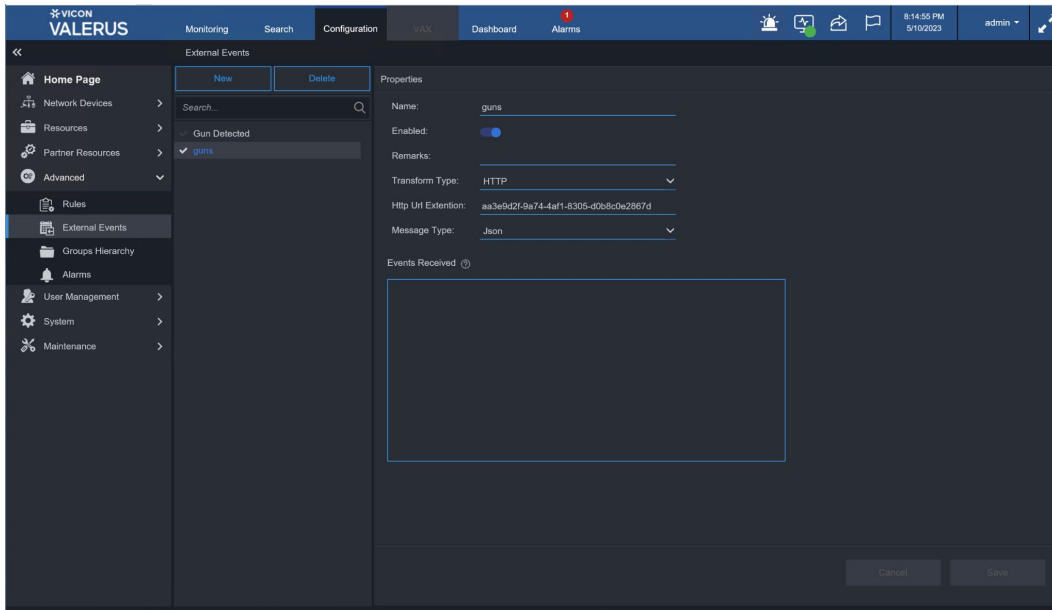 VICON
VALERUS
Monitoring
Search
Configuration
VAX
Dashboard
1
Alarms
8:14:55 PM
5/10/2023
admin
External Events
Home Page
Network Devices
Resources
Partner Resources
Advanced
Rules
External Events
Groups Hierarchy
Alarms
User Management
System
Maintenance
New
Delete
Search...
Gun Detected
guns
Properties
Name: guns
Enabled:
Remarks:
Transform Type: HTTP
Http Url Extention: aa3e9d2f-9a74-4af1-8305-d0b8c0e2867d
Message Type: Json
Events Received ?
Cancel
Save